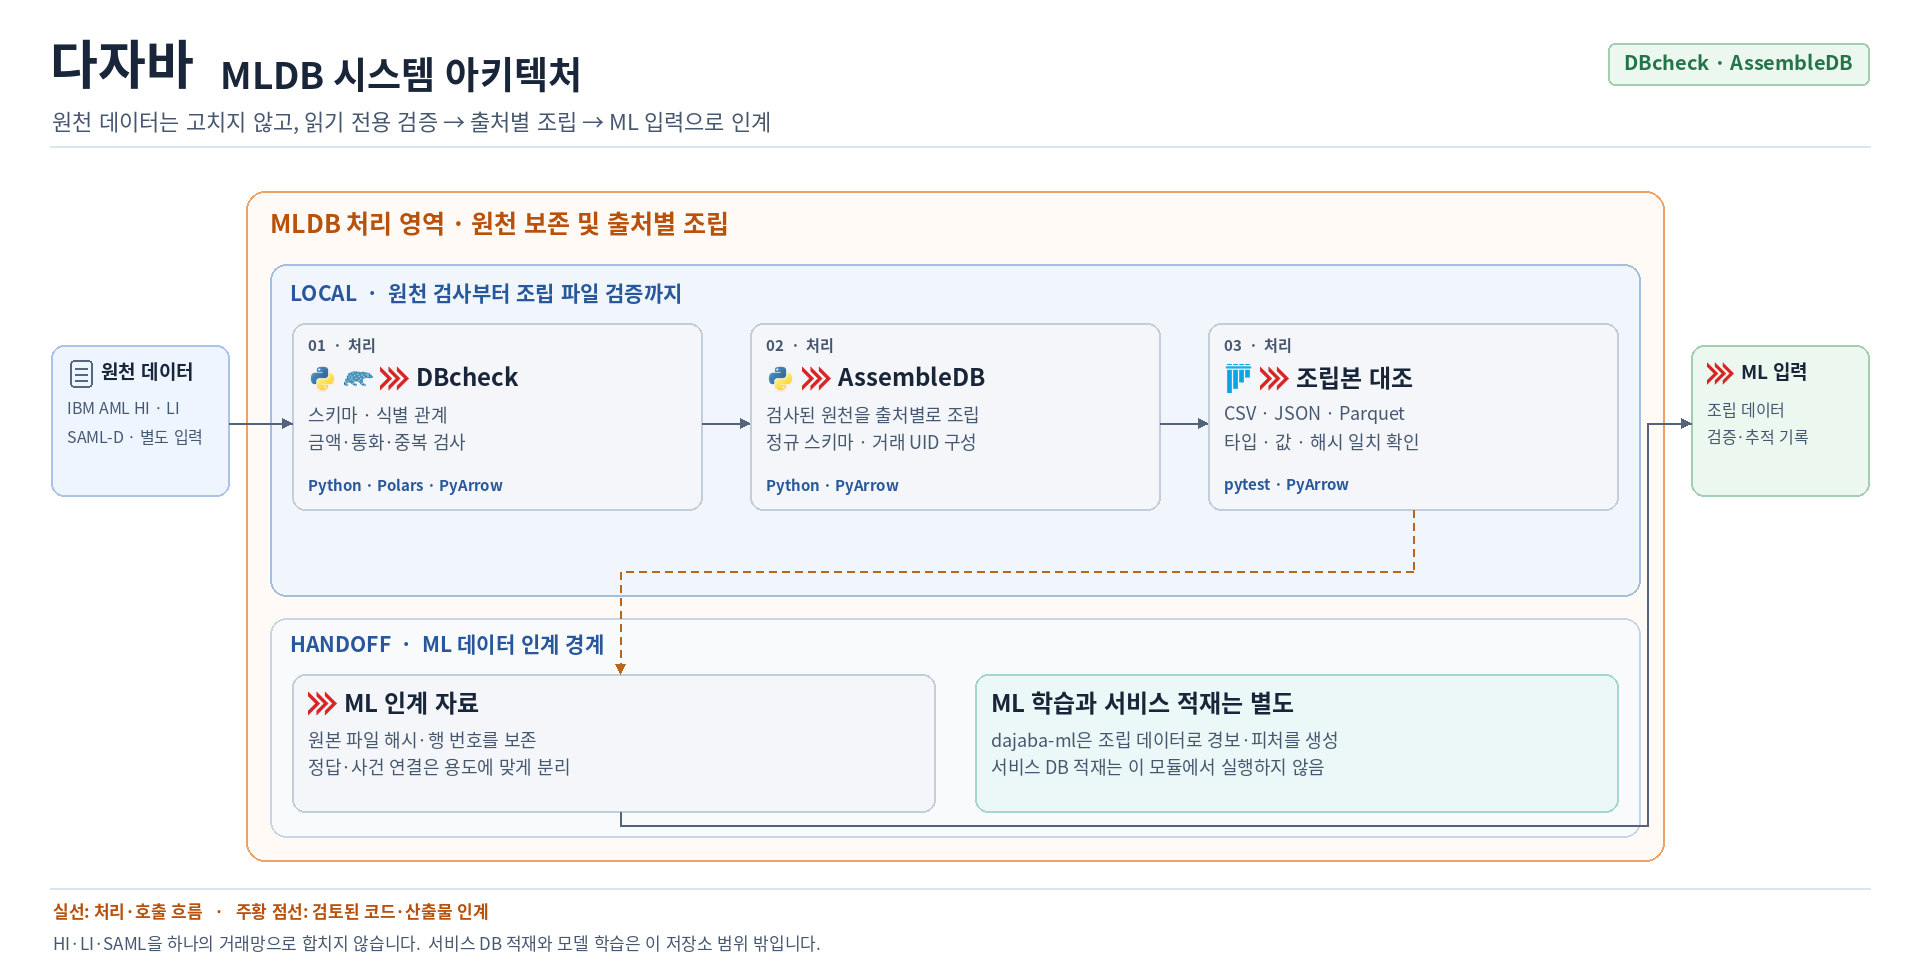 다자바 MLDB 시스템 아키텍처
DBcheck · AssembleDB
원천 데이터는 고치지 않고, 읽기 전용 검증 → 출처별 조립 → ML 입력으로 인계
MLDB 처리 영역 · 원천 보존 및 출처별 조립
LOCAL · 원천 검사부터 조립 파일 검증까지
원천 데이터
IBM AML HI · LI
SAML-D · 별도 입력
01 · 처리
DBcheck
스키마 · 식별 관계
금액·통화·중복 검사
Python · Polars · PyArrow
02 · 처리
AssembleDB
검사된 원천을 출처별로 조립
정규 스키마 · 거래 UID 구성
Python · PyArrow
03 · 처리
조립본 대조
CSV · JSON · Parquet
타입 · 값 · 해시 일치 확인
pytest · PyArrow
ML 입력
조립 데이터
검증·추적 기록
HANDOFF · ML 데이터 인계 경계
ML 인계 자료
원본 파일 해시·행 번호를 보존
정답·사건 연결은 용도에 맞게 분리
ML 학습과 서비스 적재는 별도
dajaba-ml은 조립 데이터로 경보·피처를 생성
서비스 DB 적재는 이 모듈에서 실행하지 않음
실선: 처리·호출 흐름 · 주황 점선: 검토된 코드·산출물 인계
HI·LI·SAML을 하나의 거래망으로 합치지 않습니다. 서비스 DB 적재와 모델 학습은 이 저장소 범위 밖입니다.